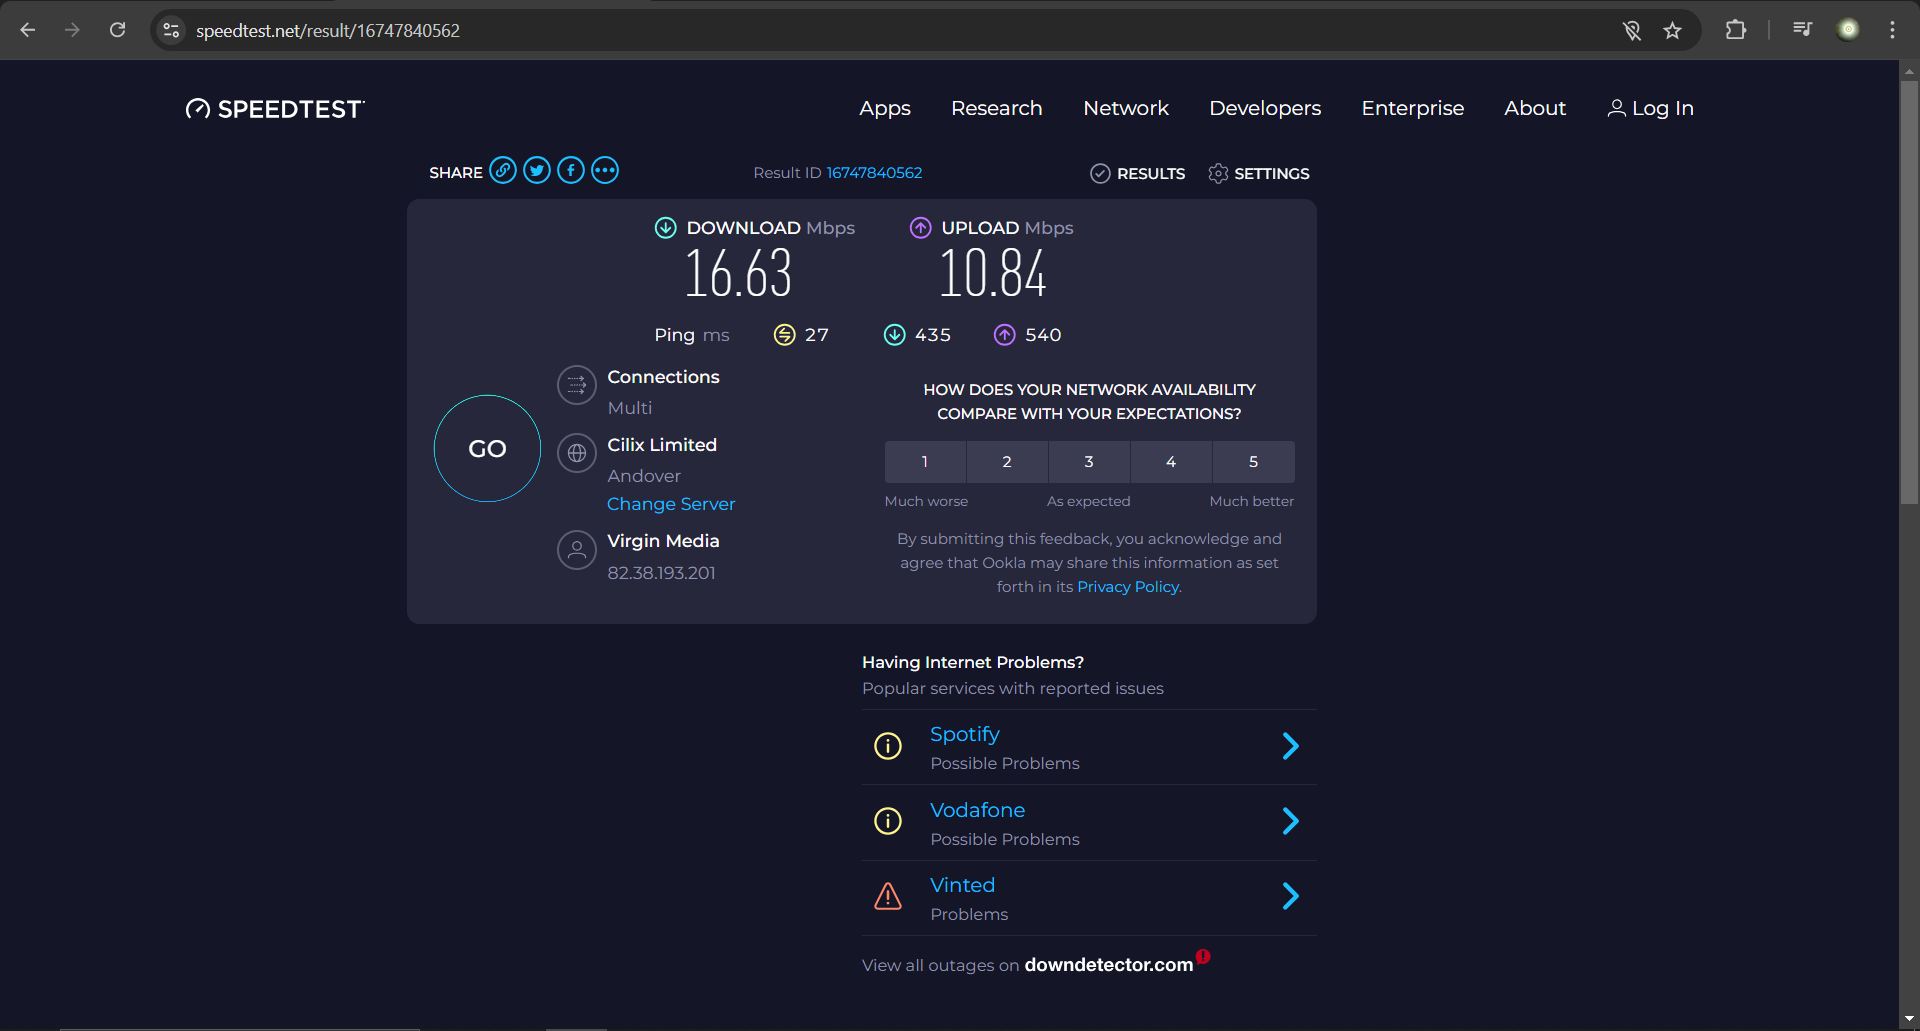 speedtest.net/result/16747840562
SPEEDTEST
Apps Research Network Developers Enterprise About Log In
SHARE Result ID 16747840562 RESULTS SETTINGS
DOWNLOAD Mbps UPLOAD Mbps
16.63 10.84
Ping ms 27 435 540
GO
Connections
Multi
Cilix Limited
Andover
Change Server
Virgin Media
82.38.193.201
HOW DOES YOUR NETWORK AVAILABILITY
COMPARE WITH YOUR EXPECTATIONS?
1 2 3 4 5
Much worse As expected Much better
By submitting this feedback, you acknowledge and
agree that Ookla may share this information as set
forth in its Privacy Policy.
Having Internet Problems?
Popular services with reported issues
Spotify
Possible Problems
Vodafone
Possible Problems
Vinted
Problems
View all outages on downdetector.com